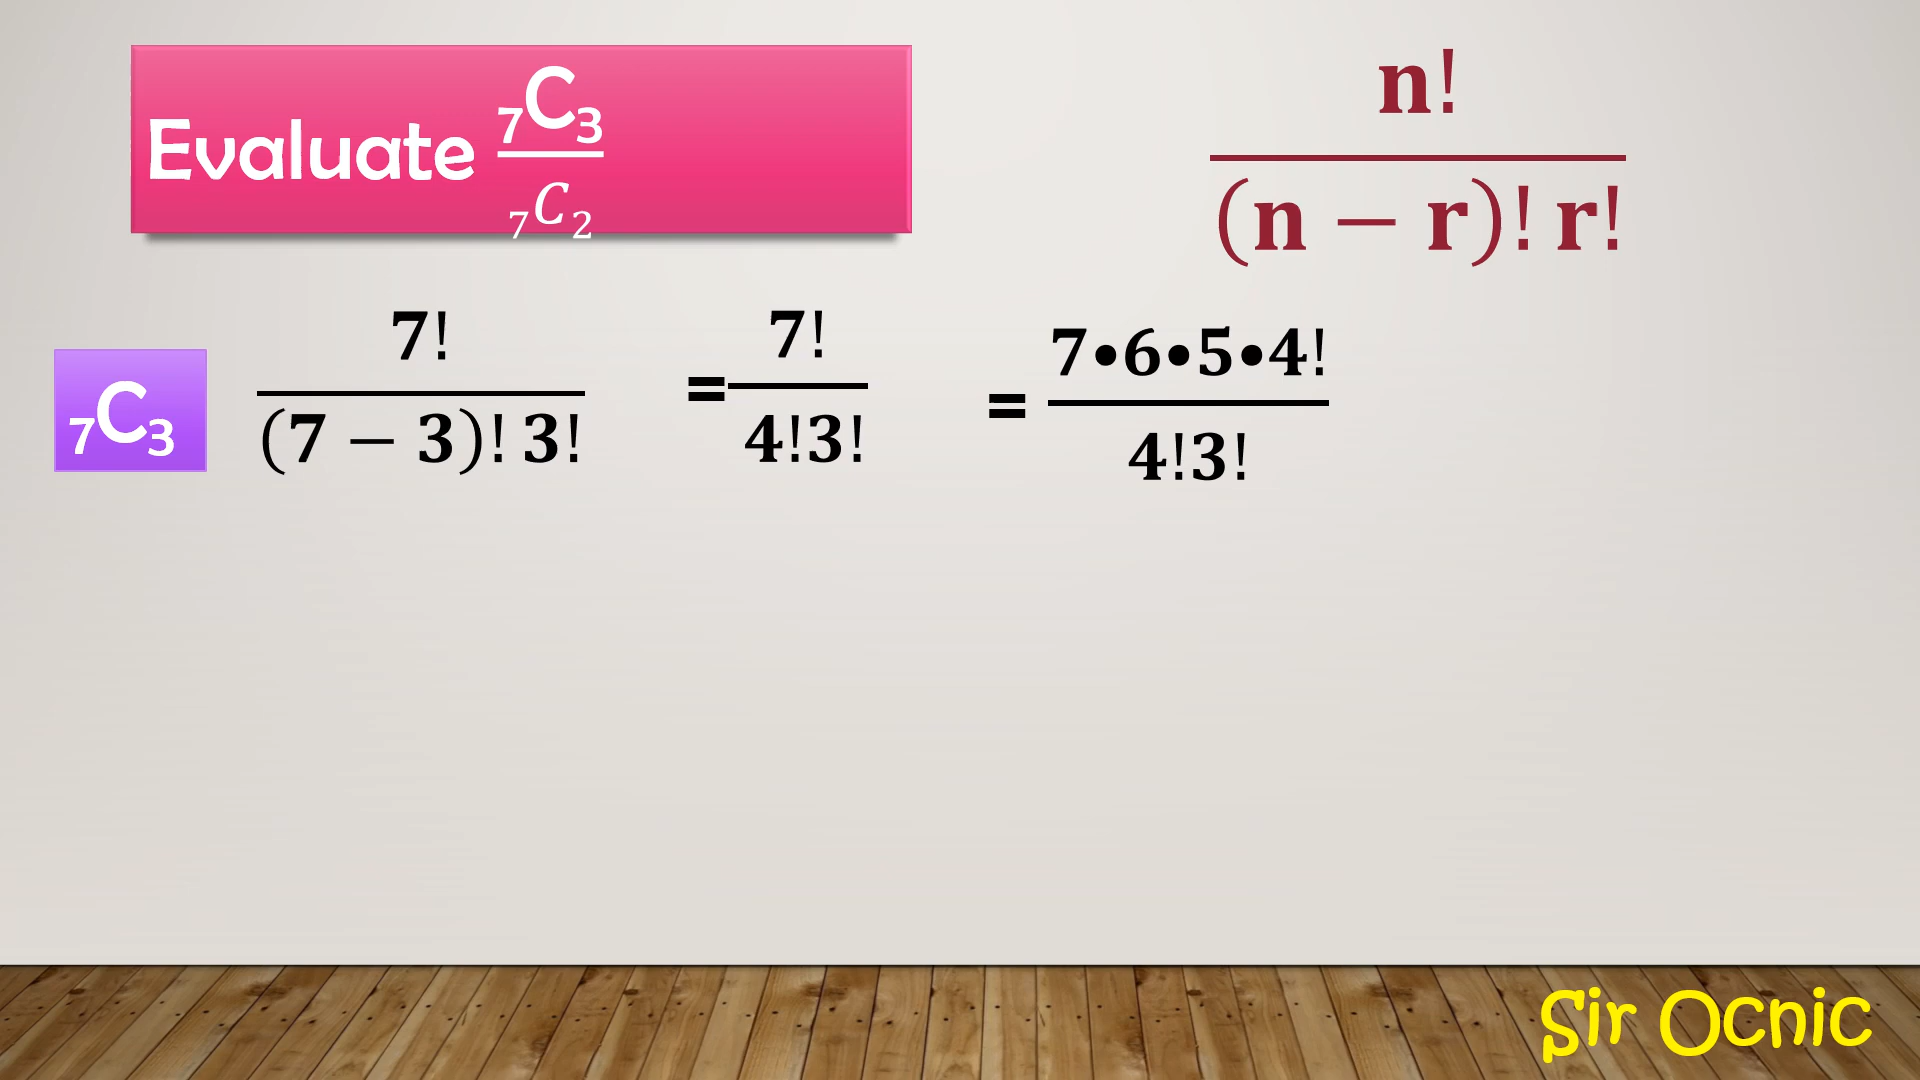 Evaluate ₇C₃ / ₇C₂
n! / (n − r)! r!
₇C₃ 7! / (7 − 3)! 3! = 7! / 4!3! = 7•6•5•4! / 4!3!
Sir Ocnic